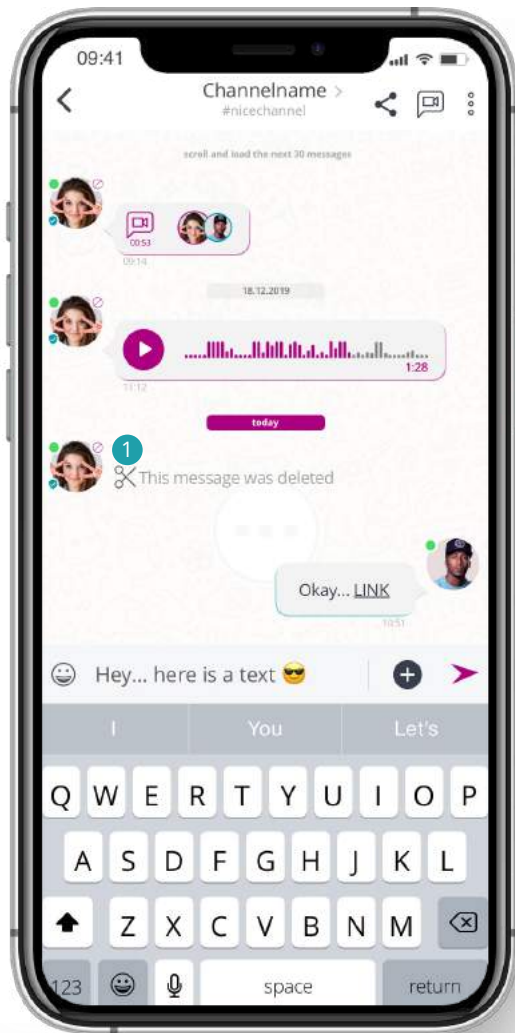 09:41
Channelname >
#nicechannel
scroll and load the next 30 messages
00:53
09:14
18.12.2019
1:28
11:12
today
1
This message was deleted
Okay... LINK
10:51
Hey... here is a text 😎
I You Let's
Q W E R T Y U I O P
A S D F G H J K L
Z X C V B N M
123 space return